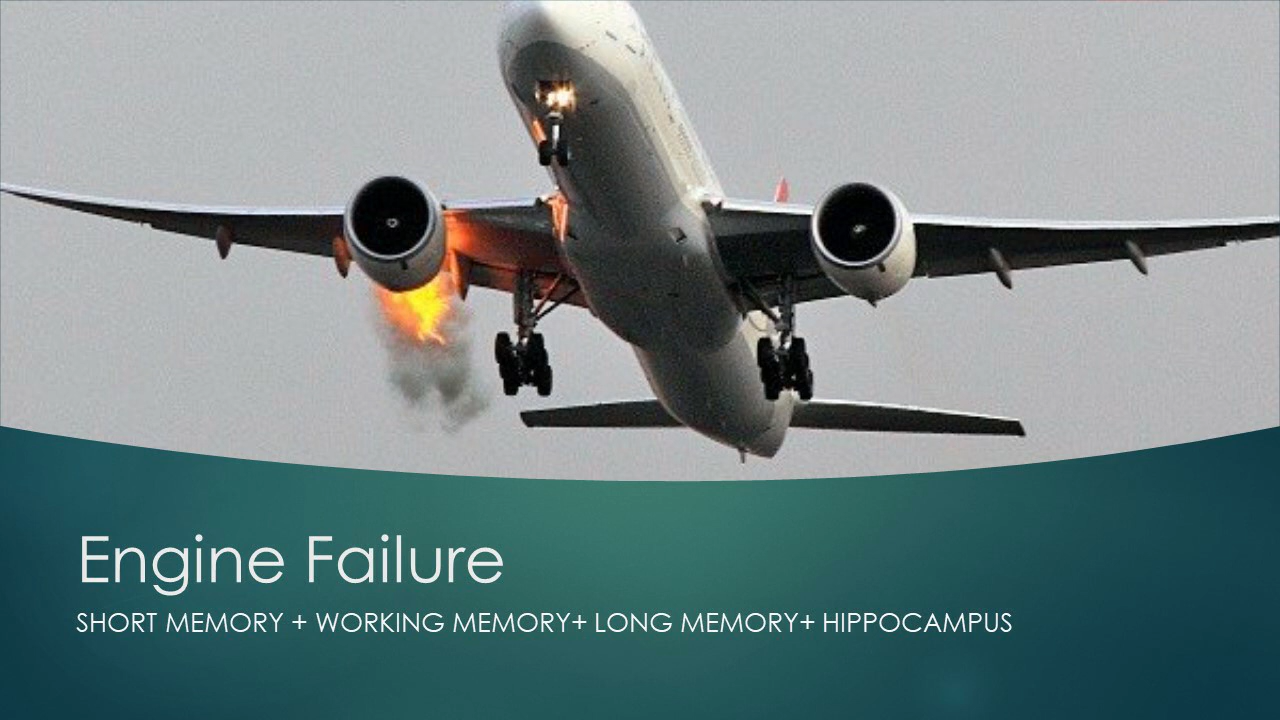 Engine Failure
SHORT MEMORY + WORKING MEMORY+ LONG MEMORY+ HIPPOCAMPUS